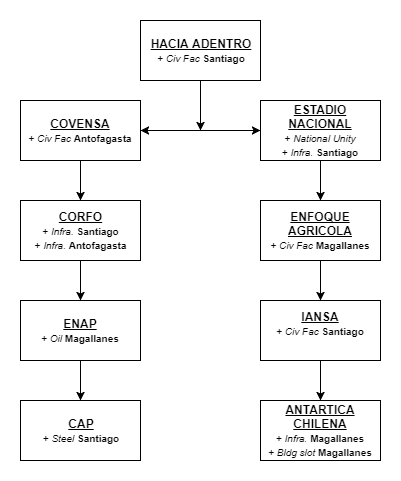 HACIA ADENTRO
+ Civ Fac Santiago
COVENSA
+ Civ Fac Antofagasta
ESTADIO
NACIONAL
+ National Unity
+ Infra. Santiago
CORFO
+ Infra. Santiago
+ Infra. Antofagasta
ENFOQUE
AGRICOLA
+ Civ Fac Magallanes
ENAP
+ Oil Magallanes
IANSA
+ Civ Fac Santiago
CAP
+ Steel Santiago
ANTARTICA
CHILENA
+ Infra. Magallanes
+ Bldg slot Magallanes